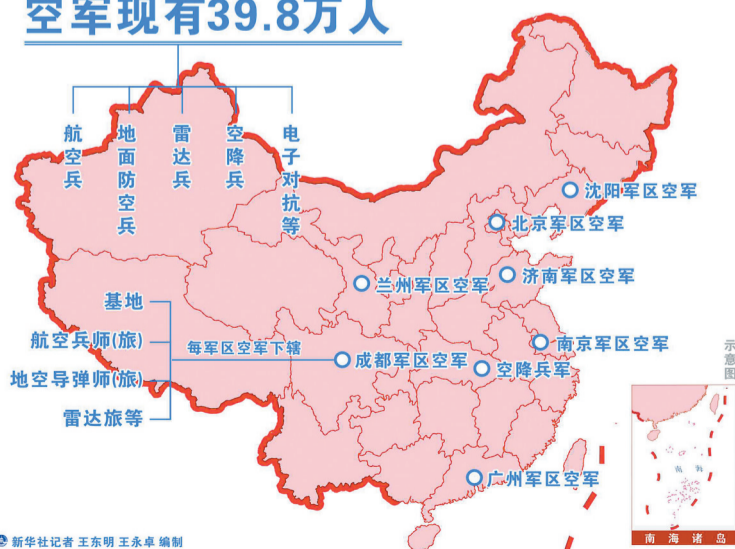 空军现有39.8万人
航空兵
地面防空兵
雷达兵
空降兵
电子对抗等
沈阳军区空军
北京军区空军
济南军区空军
兰州军区空军
基地
航空兵师(旅)
地空导弹师(旅)
雷达旅等
每军区空军下辖
成都军区空军
南京军区空军
空降兵军
广州军区空军
示意图
南海
南海诸岛
新华社记者 王东明 王永卓 编制